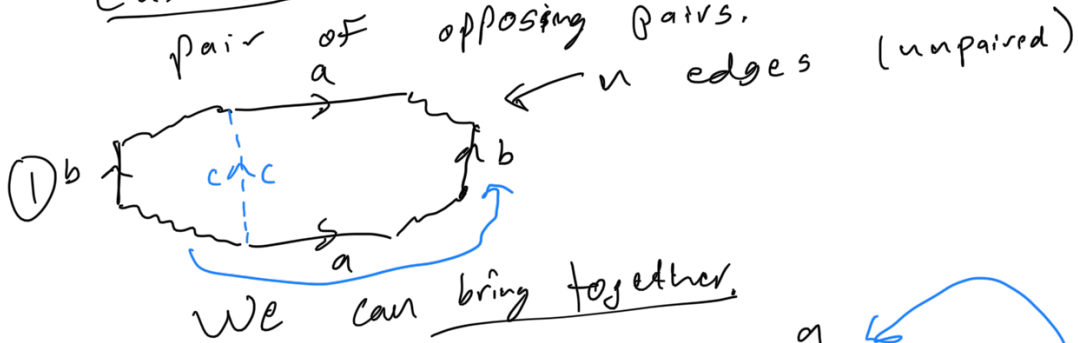 pair of opposing pairs.
a
n edges (unpaired)
① b
c c
b
a
We can bring together.
a